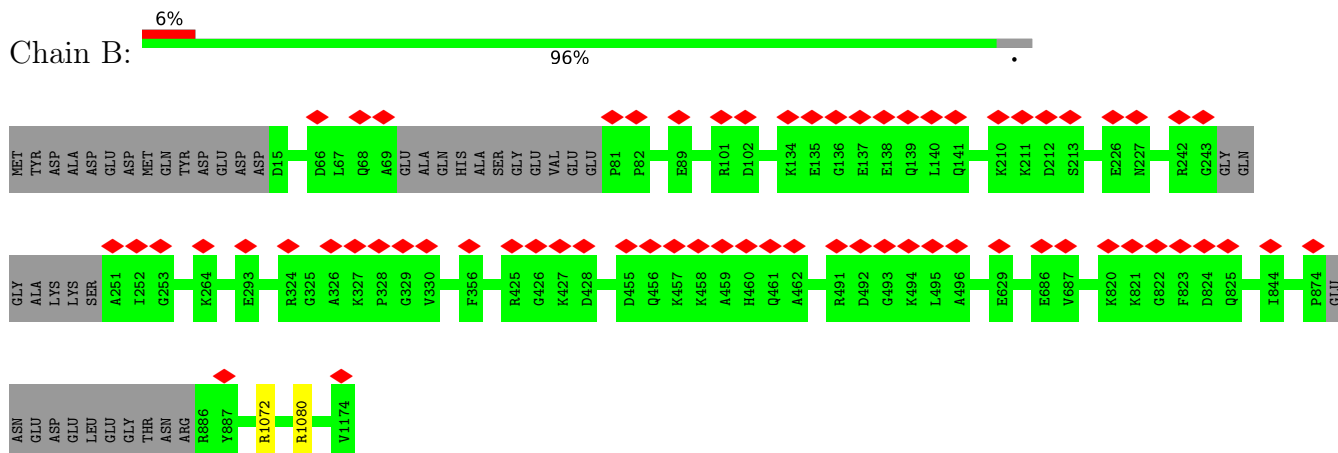 6%
Chain B:
96%
.
MET TYR ASP ALA ASP GLU ASP MET GLN TYR ASP GLU ASP ASP D15 D66 L67 Q68 A69 GLU ALA GLN HIS ALA SER GLY GLU VAL GLU GLU P81 P82 E89 R101 D102 K134 E135 G136 E137 E138 Q139 L140 Q141 K210 K211 D212 S213 E226 N227 R242 G243 GLY GLN
GLY ALA LYS LYS SER A251 I252 G253 K264 E293 R324 G325 A326 K327 P328 G329 V330 F356 R425 G426 K427 D428 D455 Q456 K457 K458 A459 H460 Q461 A462 R491 D492 G493 K494 L495 A496 E629 E686 V687 K820 K821 G822 F823 D824 Q825 I844 P874 GLU
ASN GLU ASP GLU LEU GLU GLY THR ASN ARG R886 Y887 R1072 R1080 V1174